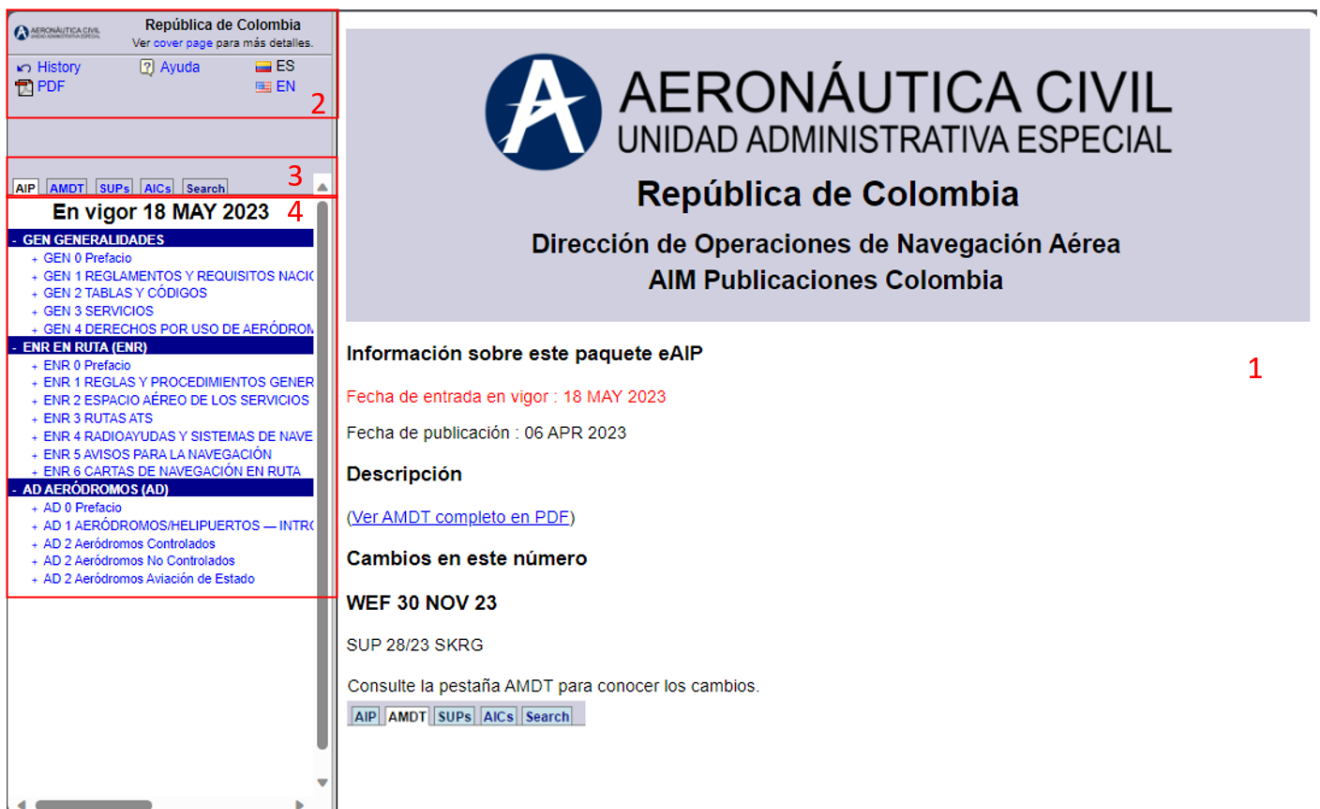 AERONÁUTICA CIVIL
UNIDAD ADMINISTRATIVA ESPECIAL
República de Colombia
Ver cover page para más detalles.
History
Ayuda
ES
PDF
EN
2
3
AIP AMDT SUPs AICs Search
En vigor 18 MAY 2023
4
- GEN GENERALIDADES
+ GEN 0 Prefacio
+ GEN 1 REGLAMENTOS Y REQUISITOS NACIO
+ GEN 2 TABLAS Y CÓDIGOS
+ GEN 3 SERVICIOS
+ GEN 4 DERECHOS POR USO DE AERÓDROM
- ENR EN RUTA (ENR)
+ ENR 0 Prefacio
+ ENR 1 REGLAS Y PROCEDIMIENTOS GENER
+ ENR 2 ESPACIO AÉREO DE LOS SERVICIOS
+ ENR 3 RUTAS ATS
+ ENR 4 RADIOAYUDAS Y SISTEMAS DE NAVE
+ ENR 5 AVISOS PARA LA NAVEGACIÓN
+ ENR 6 CARTAS DE NAVEGACIÓN EN RUTA
- AD AERÓDROMOS (AD)
+ AD 0 Prefacio
+ AD 1 AERÓDROMOS/HELIPUERTOS — INTRO
+ AD 2 Aeródromos Controlados
+ AD 2 Aeródromos No Controlados
+ AD 2 Aeródromos Aviación de Estado
AERONÁUTICA CIVIL
UNIDAD ADMINISTRATIVA ESPECIAL
República de Colombia
Dirección de Operaciones de Navegación Aérea
AIM Publicaciones Colombia
Información sobre este paquete eAIP
1
Fecha de entrada en vigor : 18 MAY 2023
Fecha de publicación : 06 APR 2023
Descripción
(Ver AMDT completo en PDF)
Cambios en este número
WEF 30 NOV 23
SUP 28/23 SKRG
Consulte la pestaña AMDT para conocer los cambios.
AIP AMDT SUPs AICs Search